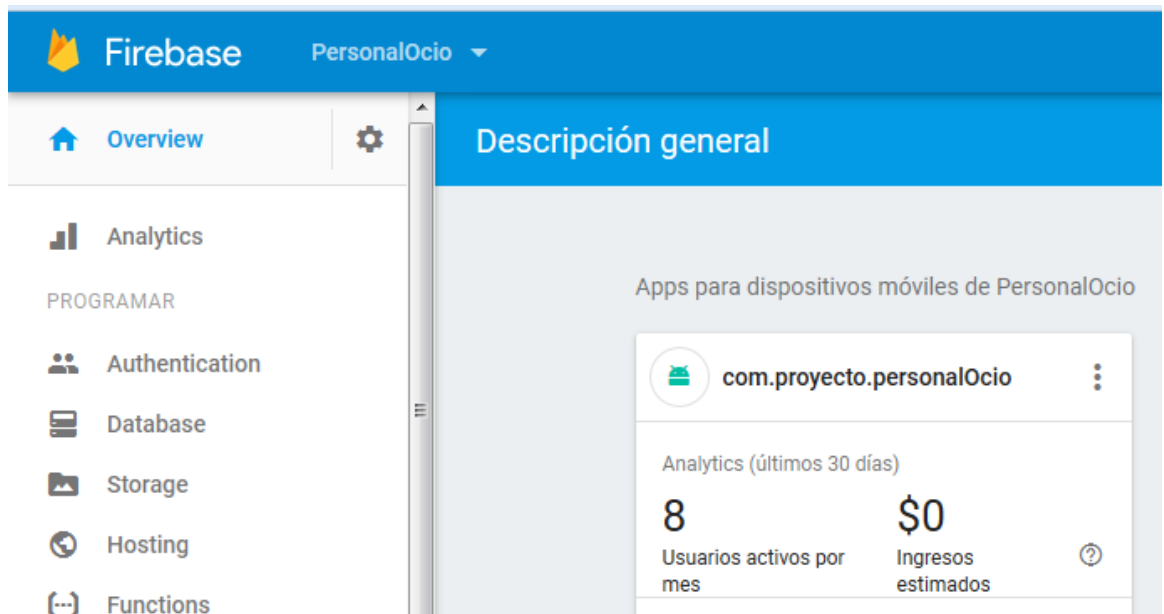 Firebase
PersonalOcio
Overview
Descripción general
Analytics
PROGRAMAR
Authentication
Database
Storage
Hosting
Functions
Apps para dispositivos móviles de PersonalOcio
com.proyecto.personalOcio
Analytics (últimos 30 días)
8
Usuarios activos por
mes
$0
Ingresos
estimados